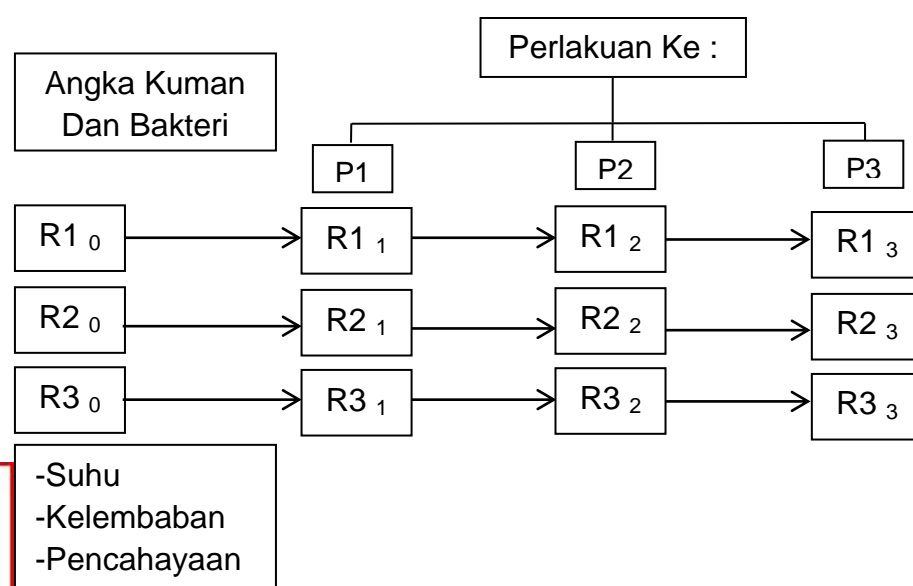 Perlakuan Ke :
Angka Kuman
Dan Bakteri
P1 P2 P3
R1 0 R1 1 R1 2 R1 3
R2 0 R2 1 R2 2 R2 3
R3 0 R3 1 R3 2 R3 3
-Suhu
-Kelembaban
-Pencahayaan